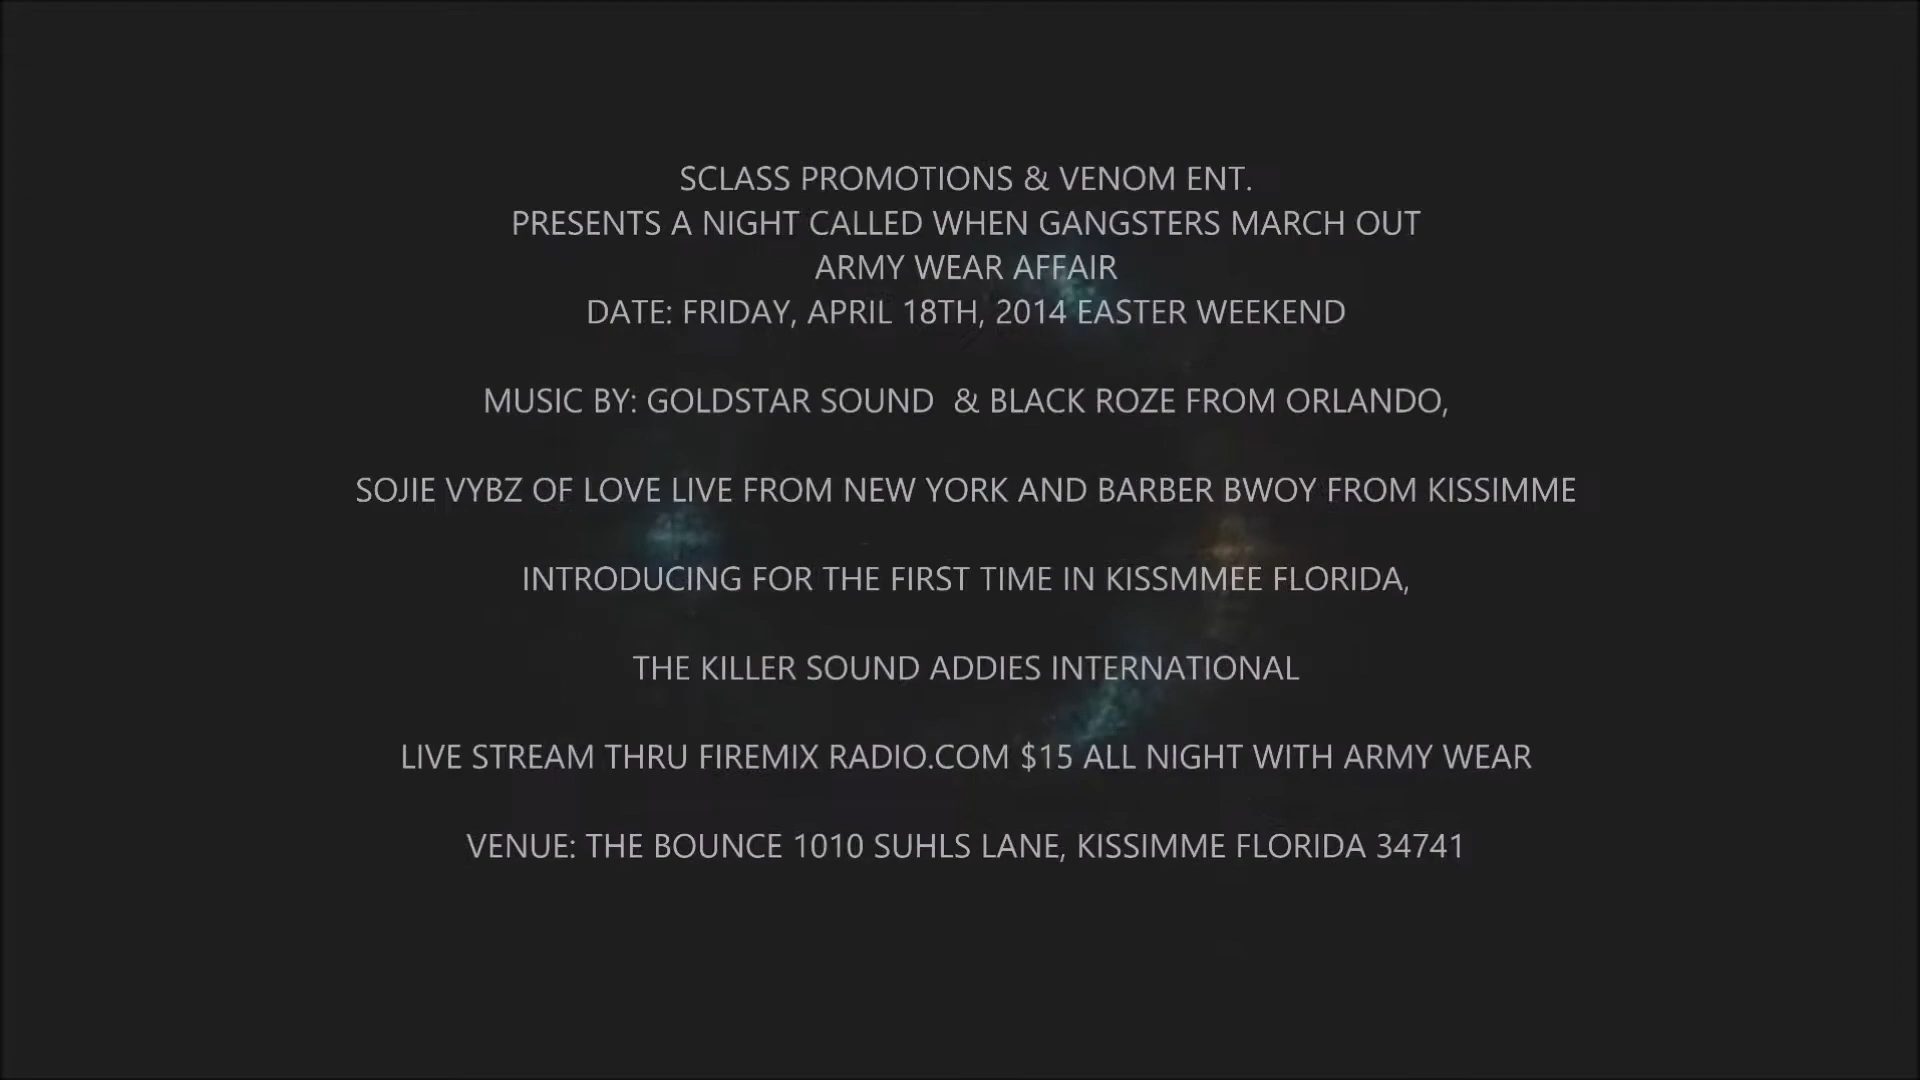 SCLASS PROMOTIONS & VENOM ENT.
PRESENTS A NIGHT CALLED WHEN GANGSTERS MARCH OUT
ARMY WEAR AFFAIR
DATE: FRIDAY, APRIL 18TH, 2014 EASTER WEEKEND
MUSIC BY: GOLDSTAR SOUND  & BLACK ROZE FROM ORLANDO,
SOJIE VYBZ OF LOVE LIVE FROM NEW YORK AND BARBER BWOY FROM KISSIMME
INTRODUCING FOR THE FIRST TIME IN KISSMMEE FLORIDA,
THE KILLER SOUND ADDIES INTERNATIONAL
LIVE STREAM THRU FIREMIX RADIO.COM $15 ALL NIGHT WITH ARMY WEAR
VENUE: THE BOUNCE 1010 SUHLS LANE, KISSIMME FLORIDA 34741